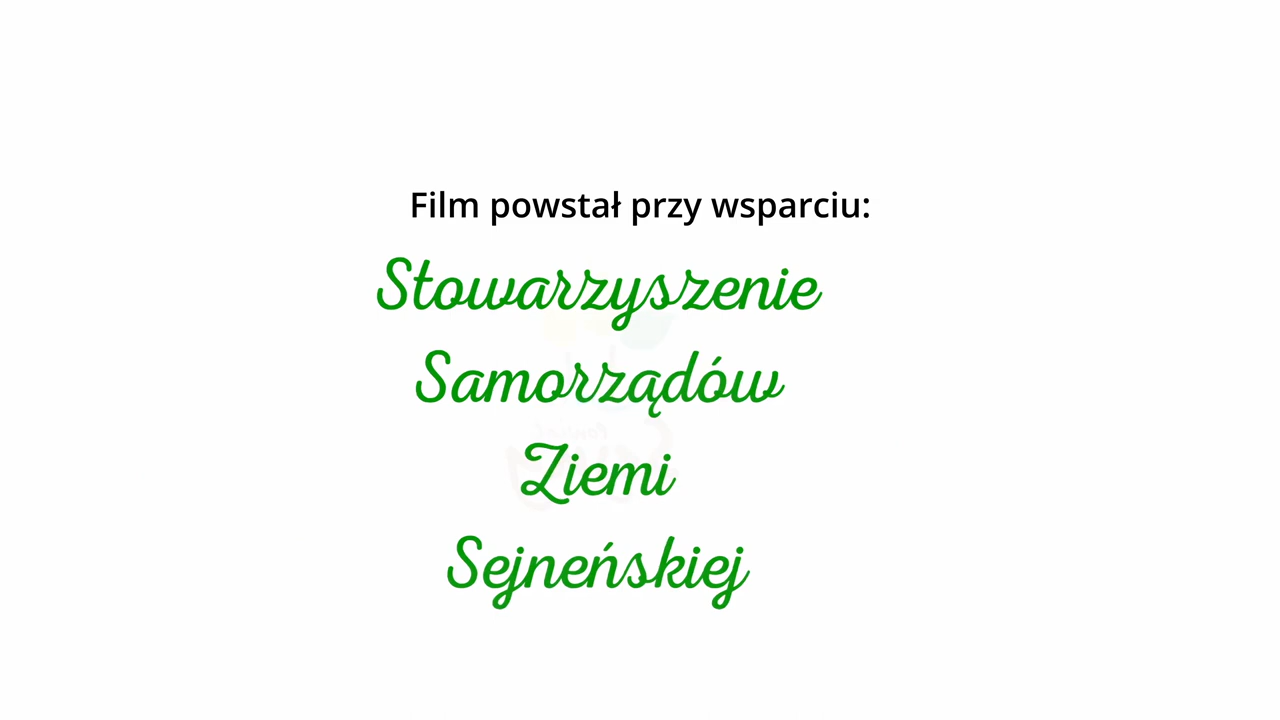 Film powstał przy wsparciu:
Stowarzyszenie
Samorządów
Ziemi
Sejneńskiej